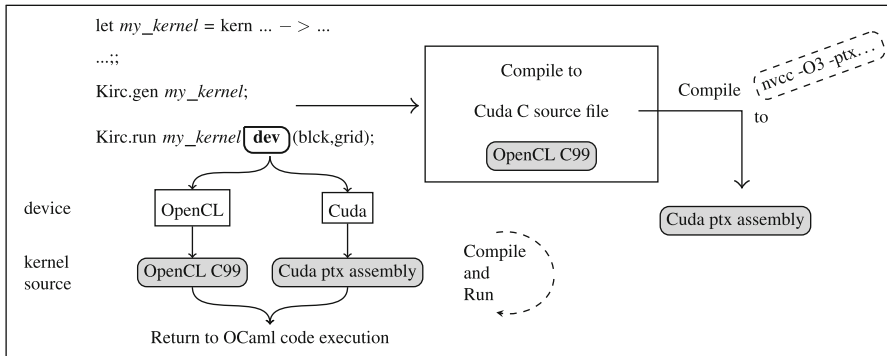 let my_kernel = kern ... − > ...
...;;
Kirc.gen my_kernel;
Kirc.run my_kernel dev (blck,grid);
Compile to
Cuda C source file
OpenCL C99
Compile
nvcc -O3 -ptx...
to
Cuda ptx assembly
device
OpenCL
Cuda
kernel
source
OpenCL C99
Cuda ptx assembly
Compile
and
Run
Return to OCaml code execution